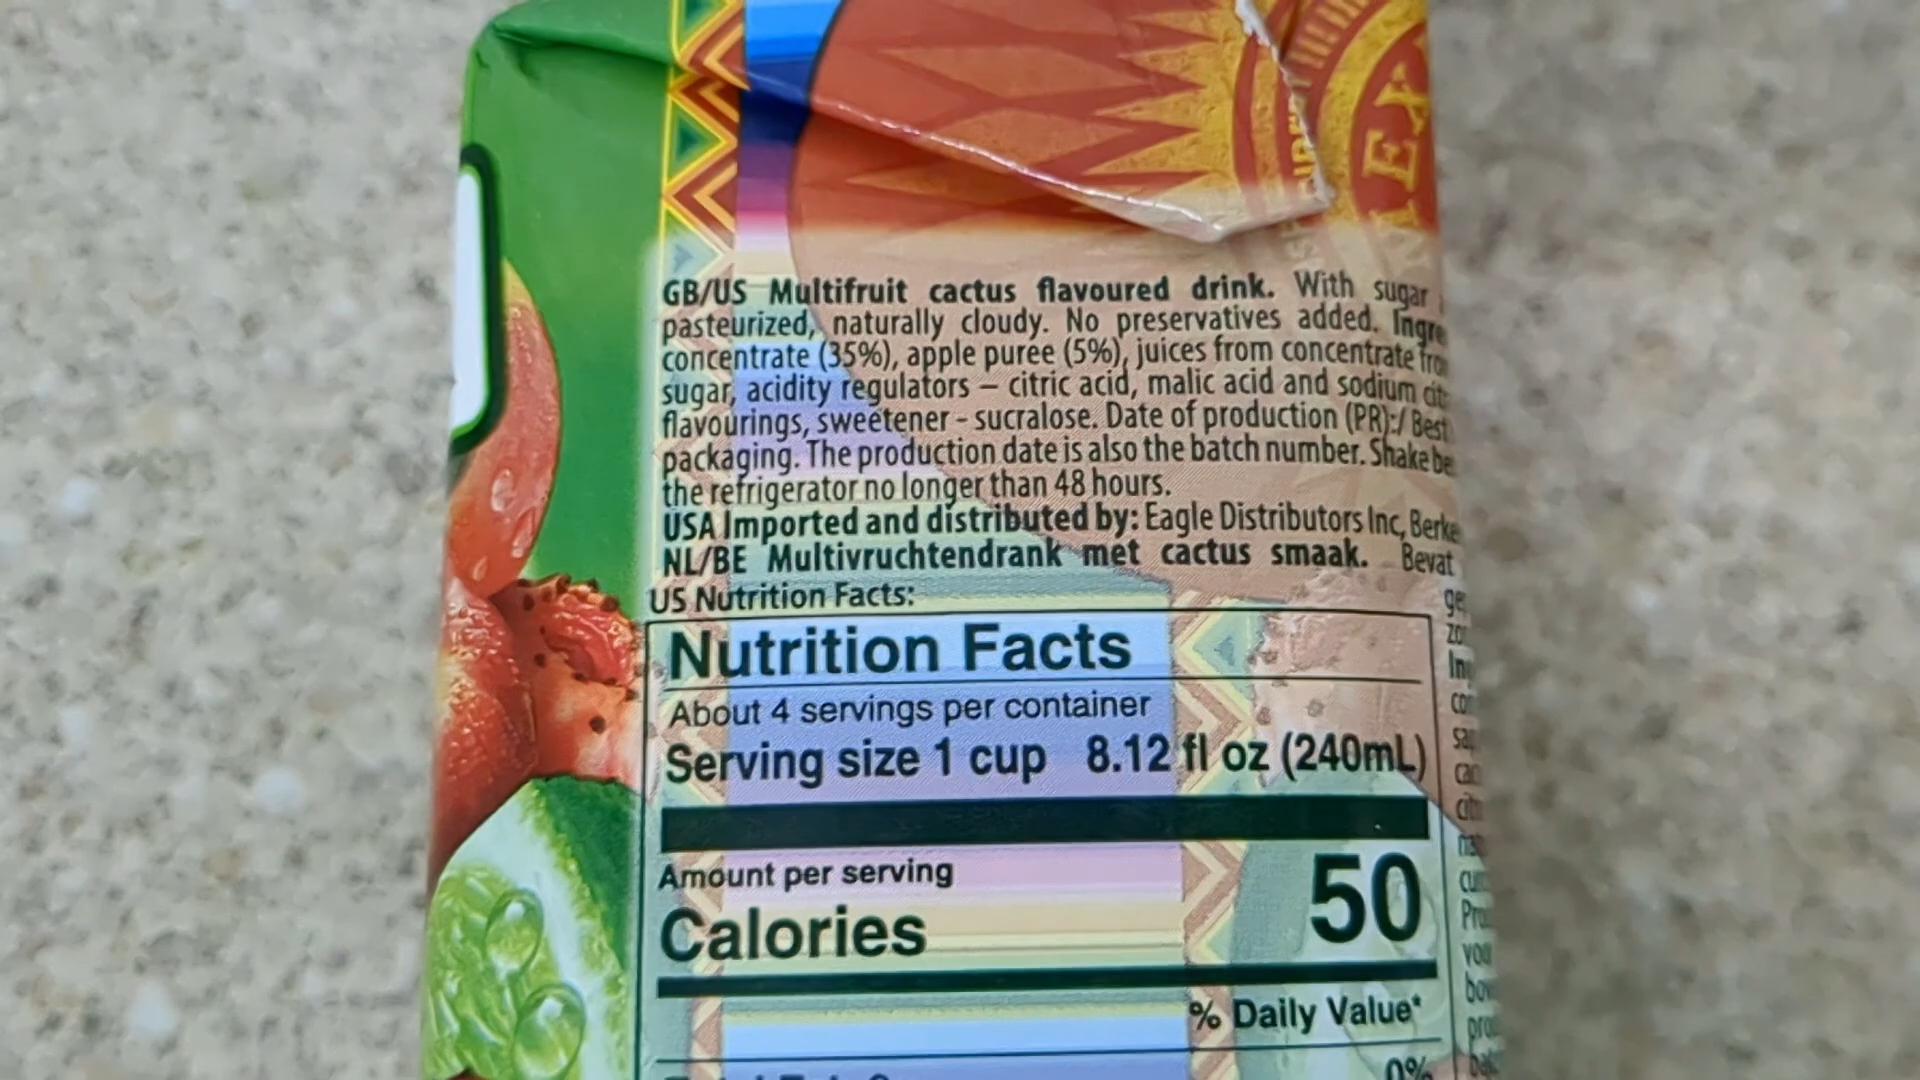 MEX
GB/US Multifruit cactus flavoured drink. With sugar
pasteurized, naturally cloudy. No preservatives added.
concentrate (35%), apple puree (5%), juices from concentrate
sugar, acidity regulators – citric acid, malic acid and sodium
flavourings, sweetener - sucralose. Date of production (PR):/ Best
packaging. The production date is also the batch number. Shake
the refrigerator no longer than 48 hours.
USA Imported and distributed by: Eagle Distributors Inc,
NL/BE Multivruchtendrank met cactus smaak. Bevat
US Nutrition Facts:
Nutrition Facts
About 4 servings per container
Serving size 1 cup 8.12 fl oz (240mL)
Amount per serving
Calories 50
% Daily Value*
0%